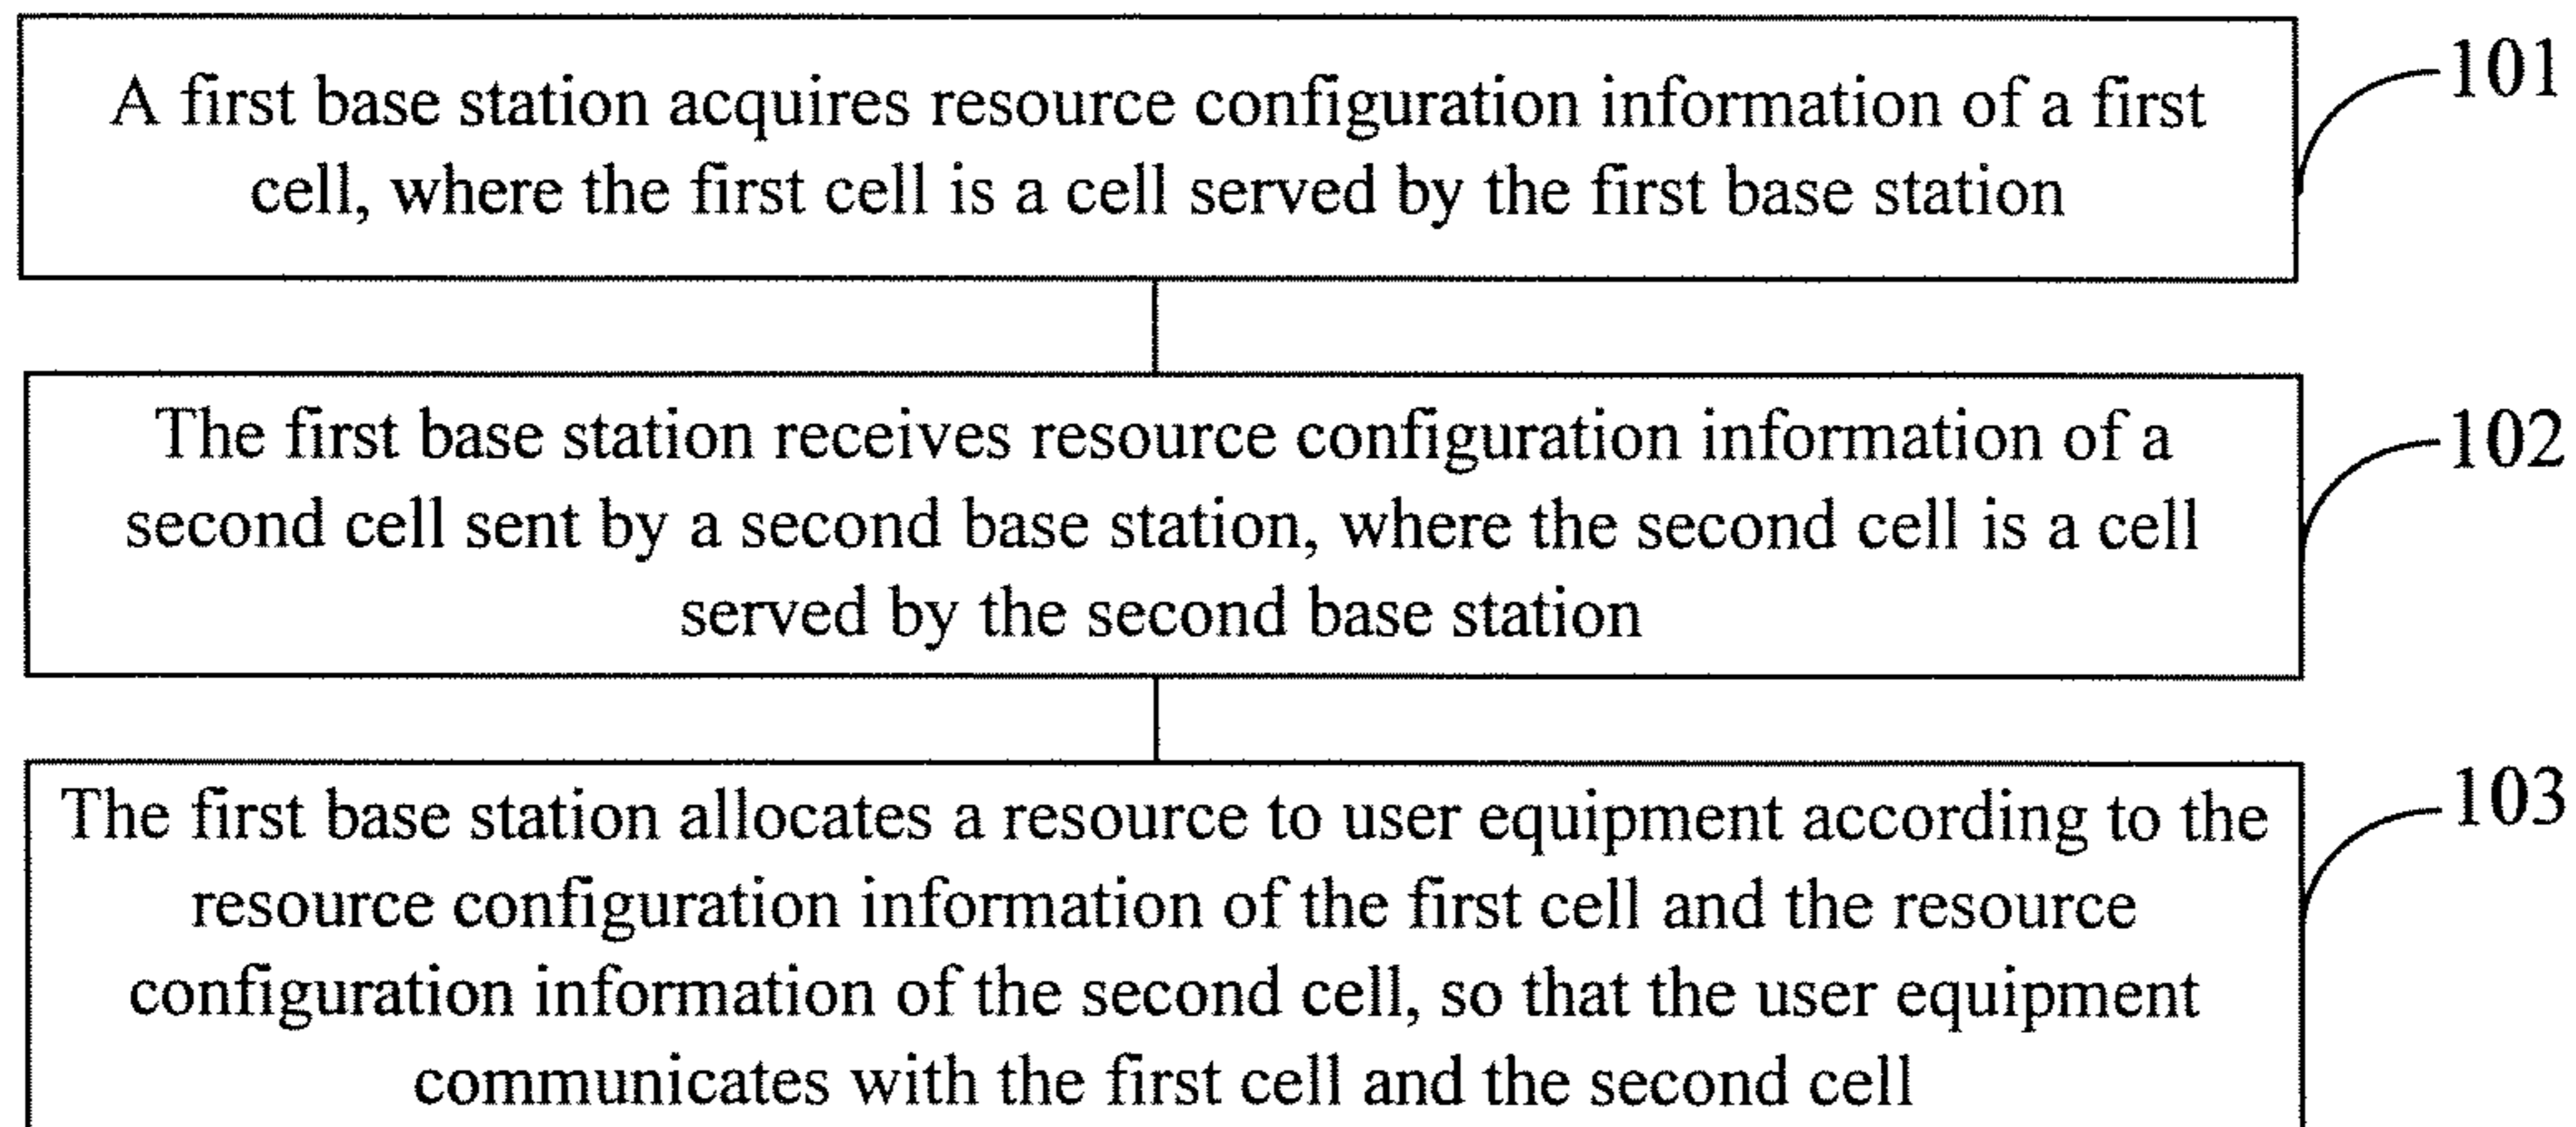 A first base station acquires resource configuration information of a first
cell, where the first cell is a cell served by the first base station
101
The first base station receives resource configuration information of a
second cell sent by a second base station, where the second cell is a cell
served by the second base station
102
The first base station allocates a resource to user equipment according to the
resource configuration information of the first cell and the resource
configuration information of the second cell, so that the user equipment
communicates with the first cell and the second cell
103